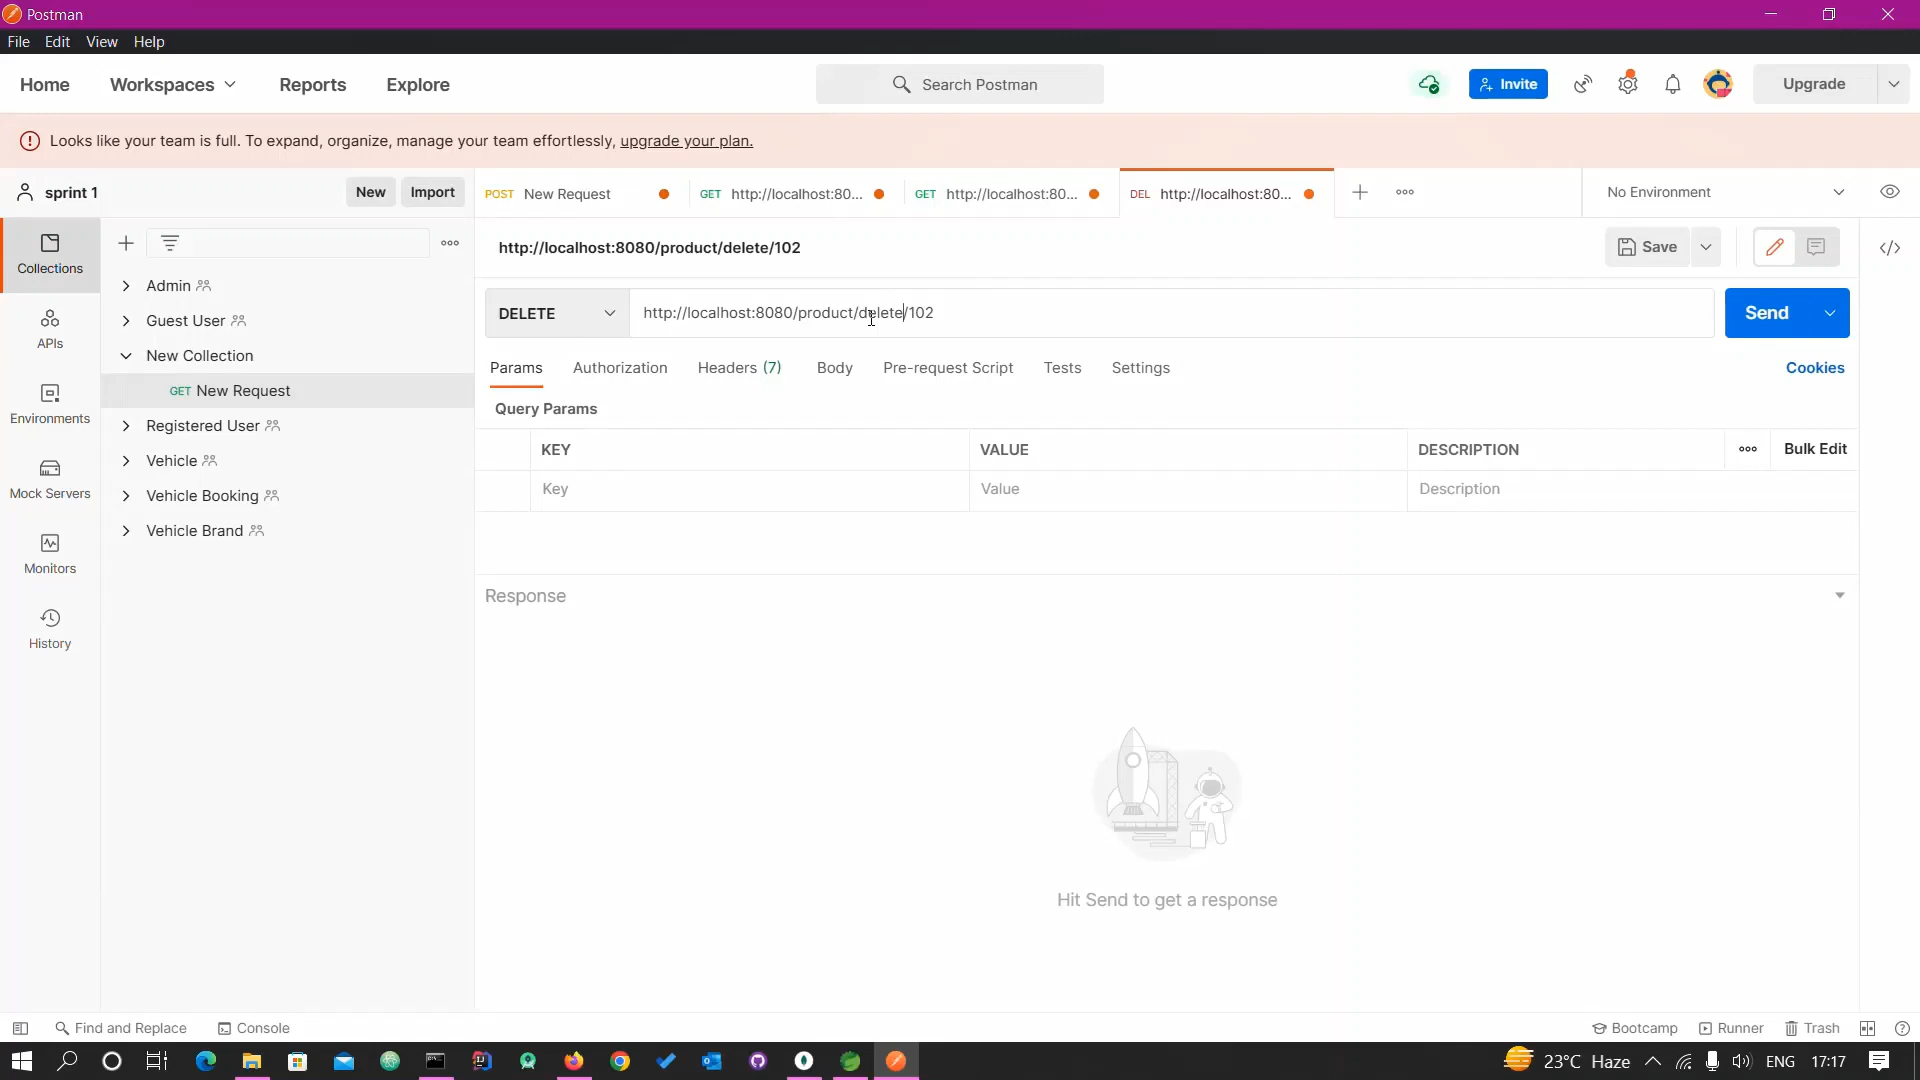 Postman
File Edit View Help
Home Workspaces Reports Explore Search Postman Invite Upgrade
Looks like your team is full. To expand, organize, manage your team effortlessly, upgrade your plan.
sprint 1 New Import
POST New Request GET http://localhost:80... GET http://localhost:80... DEL http://localhost:80... No Environment
Collections
APIs
Environments
Mock Servers
Monitors
History
Admin
Guest User
New Collection
GET New Request
Registered User
Vehicle
Vehicle Booking
Vehicle Brand
http://localhost:8080/product/delete/102 Save
DELETE http://localhost:8080/product/delete/102 Send
Params Authorization Headers (7) Body Pre-request Script Tests Settings Cookies
Query Params
KEY VALUE DESCRIPTION Bulk Edit
Key Value Description
Response
Hit Send to get a response
Find and Replace Console Bootcamp Runner Trash
23°C Haze ENG 17:17